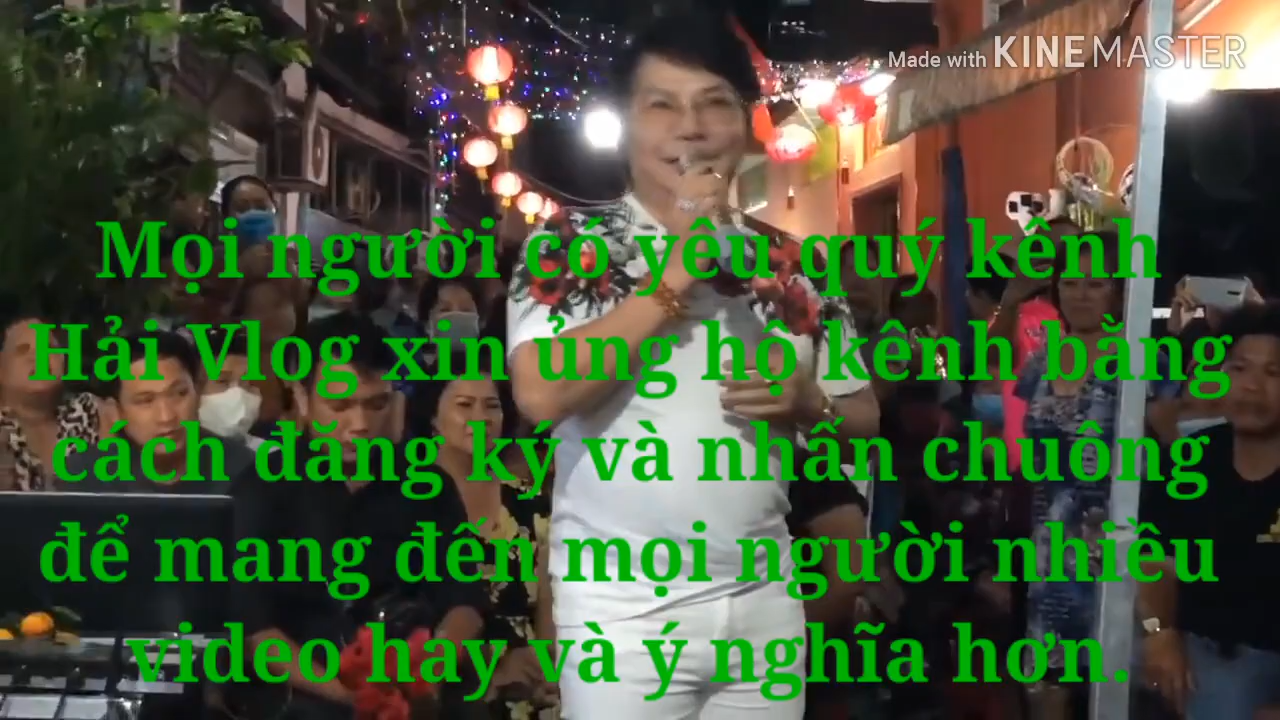 Made with KINEMASTER
Mọi người có yêu quý kênh
Hải Vlog xin ủng hộ kênh bằng
cách đăng ký và nhấn chuông
để mang đến mọi người nhiều
video hay và ý nghĩa hơn.